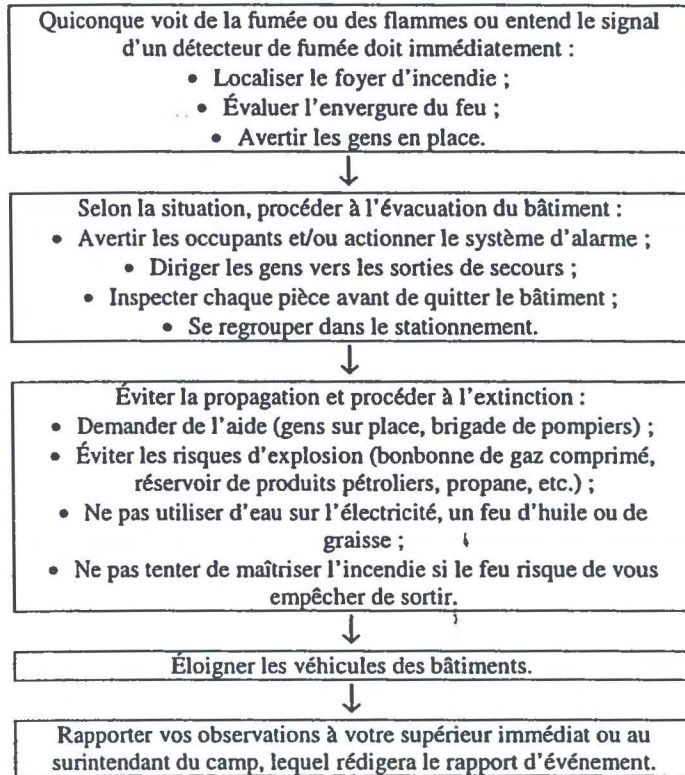 Quiconque voit de la fumée ou des flammes ou entend le signal
d'un détecteur de fumée doit immédiatement :
• Localiser le foyer d'incendie ;
• Évaluer l'envergure du feu ;
• Avertir les gens en place.
↓
Selon la situation, procéder à l'évacuation du bâtiment :
• Avertir les occupants et/ou actionner le système d'alarme ;
• Diriger les gens vers les sorties de secours ;
• Inspecter chaque pièce avant de quitter le bâtiment ;
• Se regrouper dans le stationnement.
↓
Éviter la propagation et procéder à l'extinction :
• Demander de l'aide (gens sur place, brigade de pompiers) ;
• Éviter les risques d'explosion (bonbonne de gaz comprimé,
réservoir de produits pétroliers, propane, etc.) ;
• Ne pas utiliser d'eau sur l'électricité, un feu d'huile ou de
graisse ;
• Ne pas tenter de maîtriser l'incendie si le feu risque de vous
empêcher de sortir.
↓
Éloigner les véhicules des bâtiments.
↓
Rapporter vos observations à votre supérieur immédiat ou au
surintendant du camp, lequel rédigera le rapport d'événement.